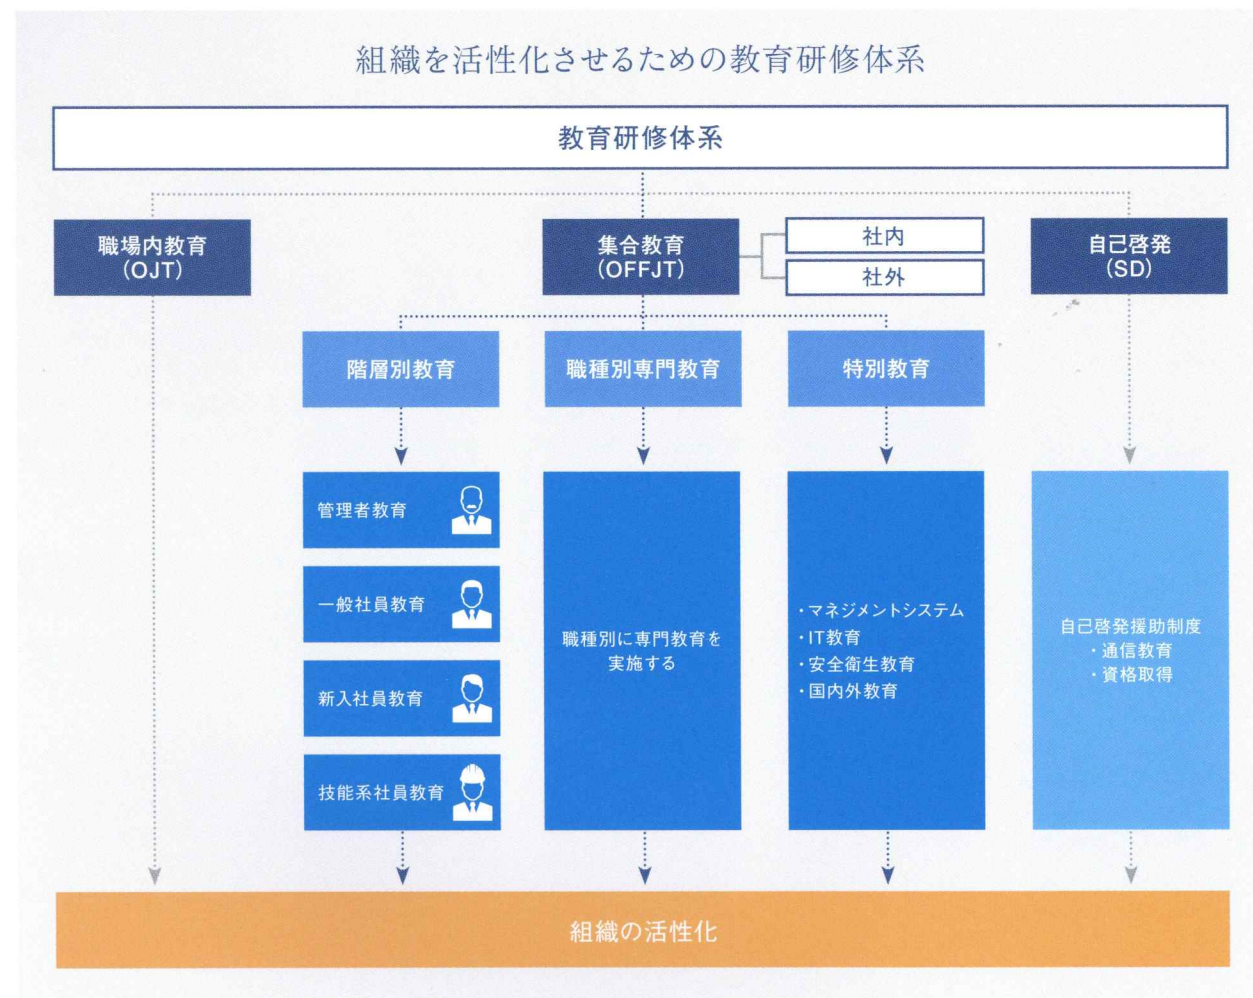 組織を活性化させるための教育研修体系
教育研修体系
職場内教育
(OJT)
集合教育
(OFFJT)
社内
社外
自己啓発
(SD)
階層別教育
職種別専門教育
特別教育
管理者教育
一般社員教育
新入社員教育
技能系社員教育
職種別に専門教育を
実施する
・マネジメントシステム
・IT教育
・安全衛生教育
・国内外教育
自己啓発援助制度
・通信教育
・資格取得
組織の活性化